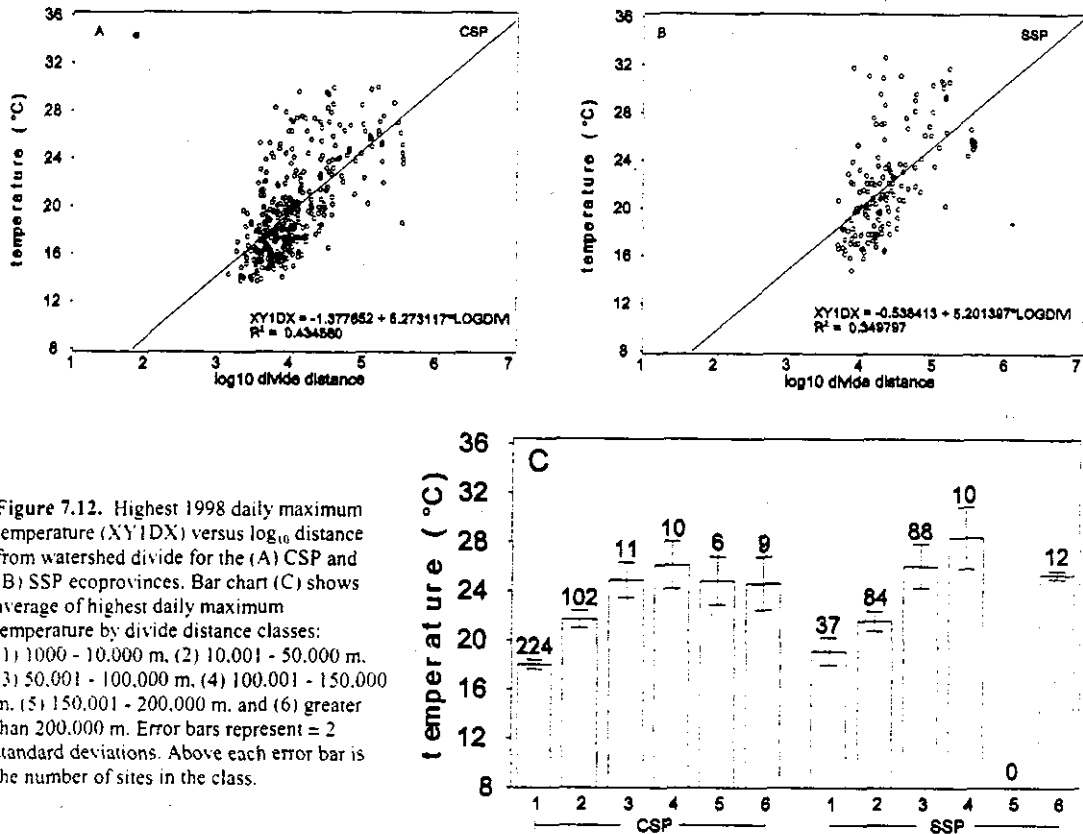 36
32
28
24
20
16
12
8
temperature (°C)
A
CSP
XY1DX = -1.377652 + 5.273117*LOGDIVI
R² = 0.434580
1 2 3 4 5 6 7
log10 divide distance
36
32
28
24
20
16
12
8
temperature (°C)
B
SSP
XY1DX = -0.538413 + 5.201397*LOGDIVI
R² = 0.349797
1 2 3 4 5 6 7
log10 divide distance
Figure 7.12. Highest 1998 daily maximum
temperature (XY1DX) versus log₁₀ distance
from watershed divide for the (A) CSP and
(B) SSP ecoprovinces. Bar chart (C) shows
average of highest daily maximum
temperature by divide distance classes:
(1) 1000 - 10.000 m, (2) 10.001 - 50.000 m,
(3) 50.001 - 100.000 m, (4) 100.001 - 150.000
m, (5) 150.001 - 200.000 m, and (6) greater
than 200.000 m. Error bars represent = 2
standard deviations. Above each error bar is
the number of sites in the class.
36
32
28
24
20
16
12
8
temperature (°C)
C
224 102 11 10 6 9 37 84 88 10 0 12
1 2 3 4 5 6 1 2 3 4 5 6
CSP SSP